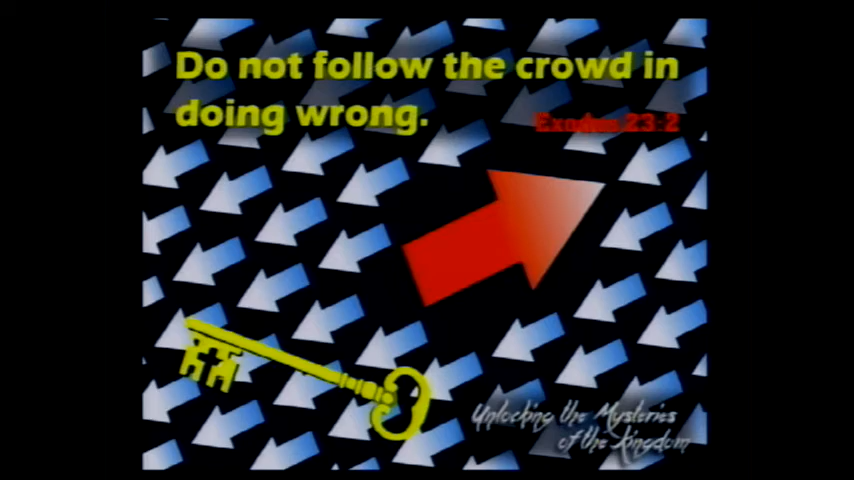 Do not follow the crowd in
doing wrong.
Exodus 23:2
Unlocking the Mysteries
of the Kingdom